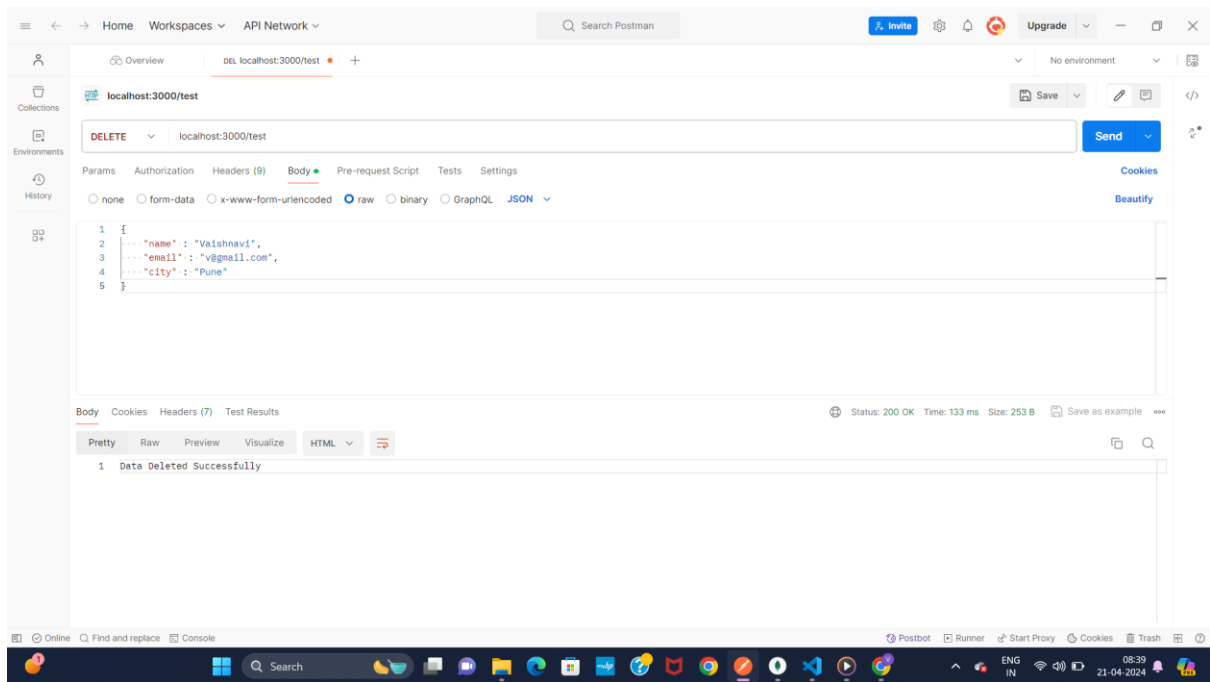 Home Workspaces API Network Search Postman Invite Upgrade
Overview DEL localhost:3000/test No environment
Collections
HTTP localhost:3000/test Save
Environments
DELETE localhost:3000/test Send
History
Params Authorization Headers (9) Body Pre-request Script Tests Settings Cookies
none form-data x-www-form-urlencoded raw binary GraphQL JSON Beautify
1 {
2 "name" : "Vaishnavi",
3 "email" : "v@gmail.com",
4 "city" : "Pune"
5 }
Body Cookies Headers (7) Test Results Status: 200 OK Time: 133 ms Size: 253 B Save as example
Pretty Raw Preview Visualize HTML
1 Data Deleted Successfully
Online Find and replace Console Postbot Runner Start Proxy Cookies Trash
1 Search ENG 08:39
IN 21-04-2024